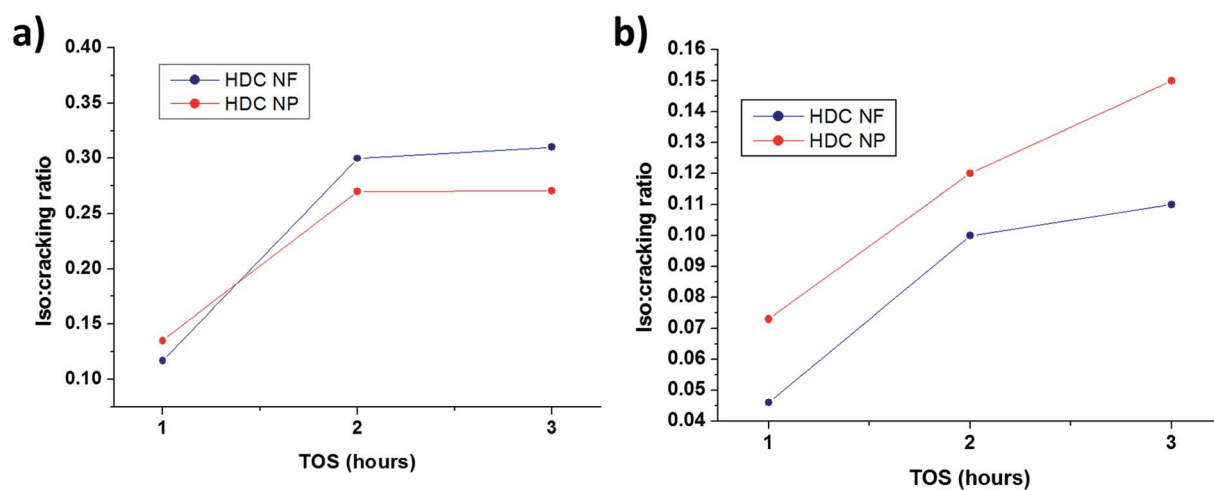 a)
0.40
0.35
0.30
0.25
0.20
0.15
0.10
Iso:cracking ratio
HDC NF
HDC NP
1
2
3
TOS (hours)
b)
0.16
0.15
0.14
0.13
0.12
0.11
0.10
0.09
0.08
0.07
0.06
0.05
0.04
Iso:cracking ratio
HDC NF
HDC NP
1
2
3
TOS (hours)